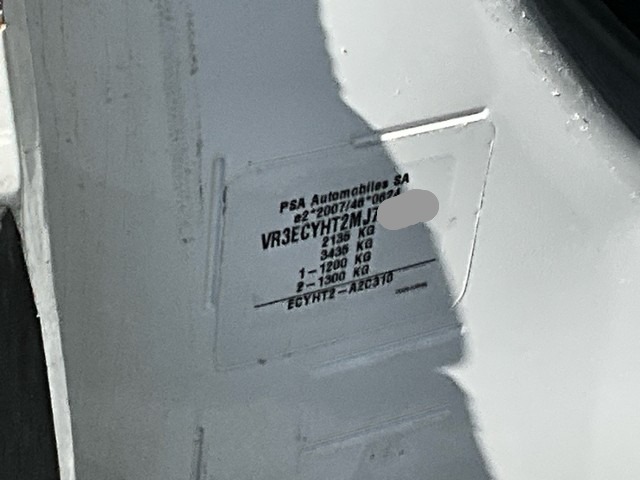 PSA Automobiles SA
e2*2007/46*0624
VR3ECYHT2MJ7
2135 KG
3435 KG
1-1200 KG
2-1300 KG
ECYHT2-A2C310